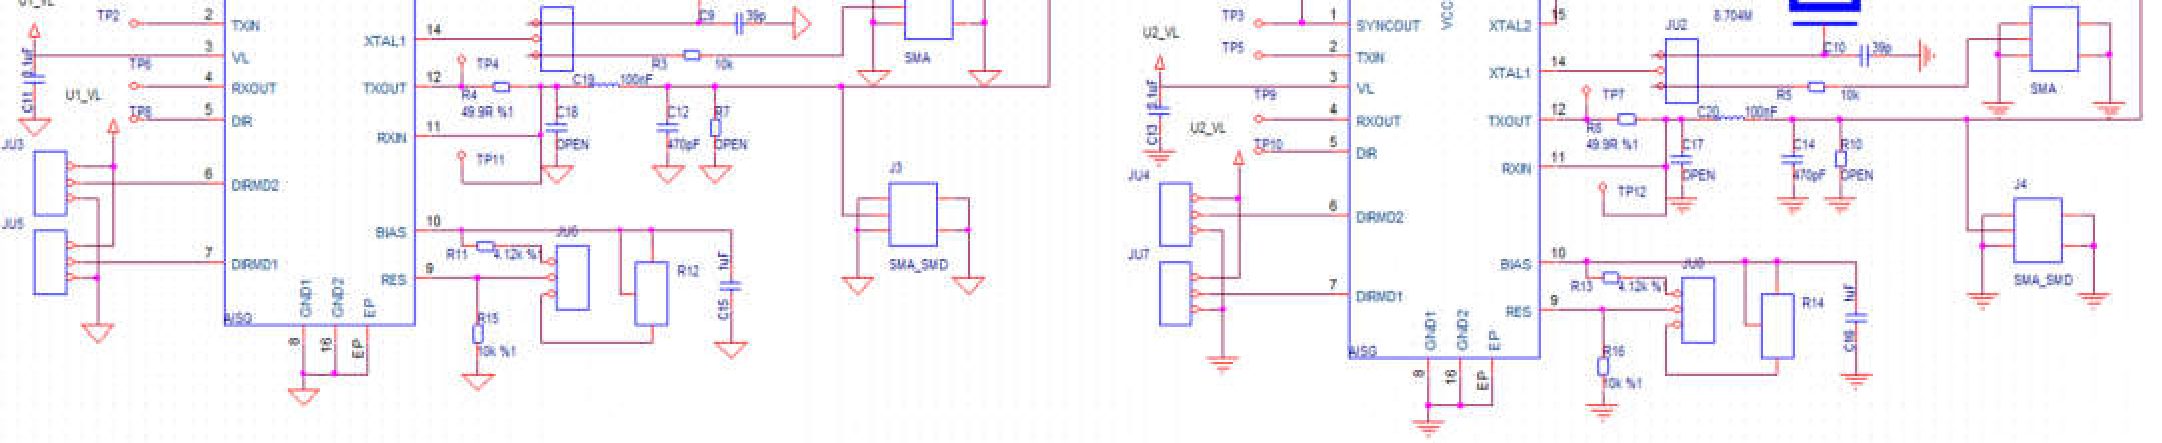 U1_VL
TP2
2
TXIN
3
VL
TP6
4
RXOUT
C11
0.1uF
U1_VL
TP8
5
DIR
JU3
6
DIRMD2
JU5
7
DIRMD1
AISG
GND1
GND2
EP
8
16
EP
14
XTAL1
12
TXOUT
11
RXIN
10
BIAS
9
RES
C9
39p
R3
10k
SMA
TP4
R4
49.9R %1
C19
100nF
C18
OPEN
C12
470pF
R7
OPEN
TP11
J3
SMA_SMD
R11
4.12k %1
JU6
R12
1uF
C15
R15
10k %1
TP3
1
SYNCOUT
VCC
U2_VL
TP5
2
TXIN
3
VL
TP9
4
RXOUT
C13
0.1uF
U2_VL
TP10
5
DIR
JU4
6
DIRMD2
JU7
7
DIRMD1
AISG
GND1
GND2
EP
8
16
EP
15
XTAL2
14
XTAL1
12
TXOUT
11
RXIN
10
BIAS
9
RES
JU2
8.704M
C10
39p
R5
10k
SMA
TP7
R6
49.9R %1
C20
100nF
C17
OPEN
C14
470pF
R10
OPEN
TP12
J4
SMA_SMD
R13
4.12k %1
R14
1uF
C16
R16
10k %1